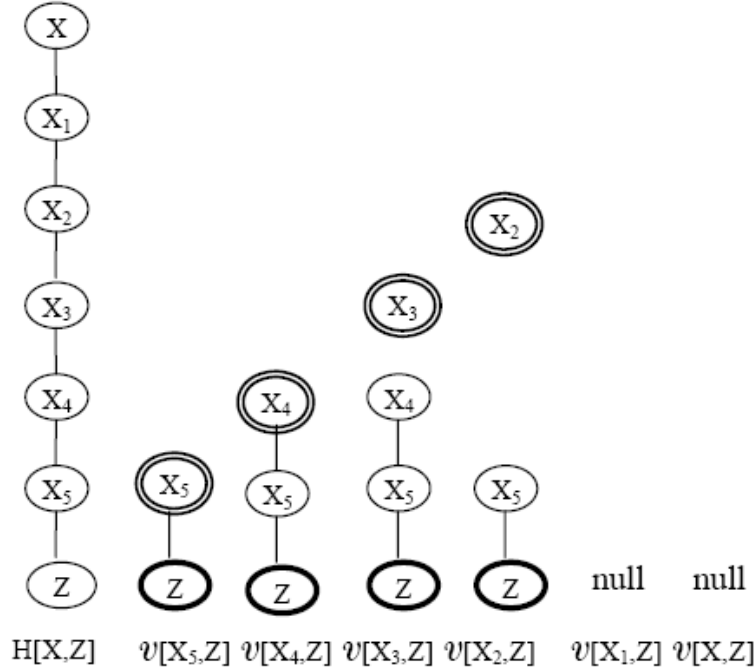 X
X₁
X₂
X₂
X₃
X₃
X₄
X₄
X₄
X₅
X₅
X₅
X₅
X₅
Z
Z
Z
Z
Z
null
null
H[X,Z]
v[X₅,Z]
v[X₄,Z]
v[X₃,Z]
v[X₂,Z]
v[X₁,Z]
v[X,Z]